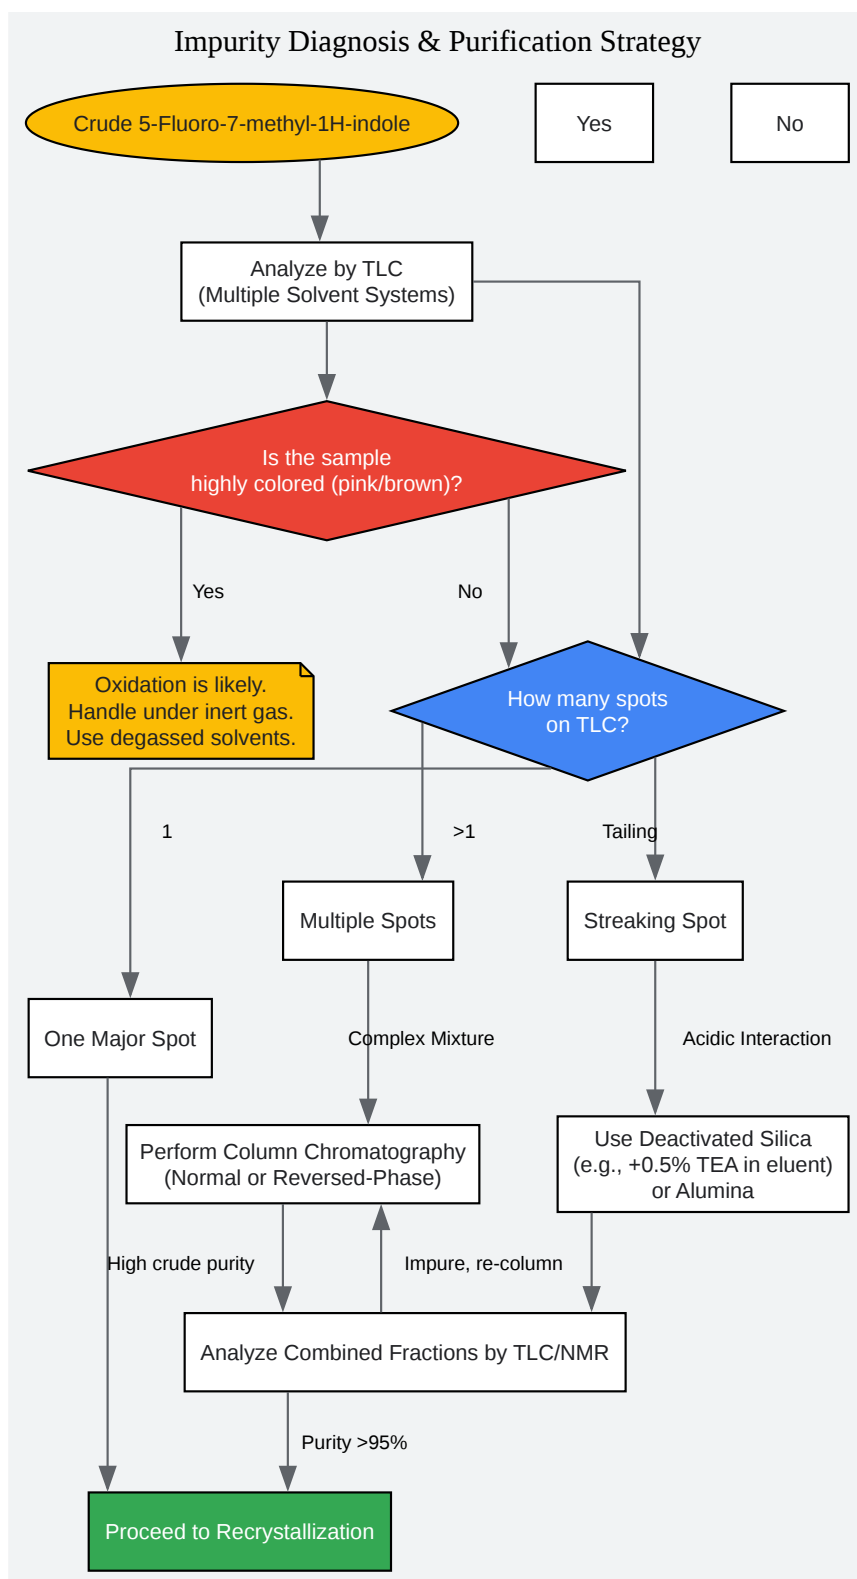 Impurity Diagnosis & Purification Strategy
Crude 5-Fluoro-7-methyl-1H-indole
Yes
No
Analyze by TLC
(Multiple Solvent Systems)
Is the sample
highly colored (pink/brown)?
Yes
No
Oxidation is likely.
Handle under inert gas.
Use degassed solvents.
How many spots
on TLC?
1
>1
Tailing
Multiple Spots
Streaking Spot
One Major Spot
Complex Mixture
Acidic Interaction
Perform Column Chromatography
(Normal or Reversed-Phase)
Use Deactivated Silica
(e.g., +0.5% TEA in eluent)
or Alumina
High crude purity
Impure, re-column
Analyze Combined Fractions by TLC/NMR
Purity >95%
Proceed to Recrystallization